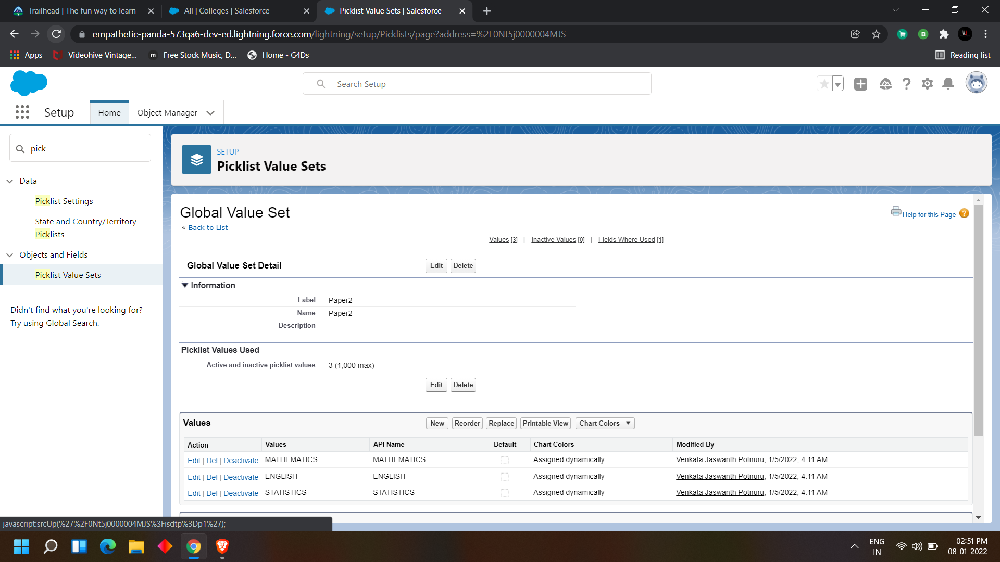 Trailhead | The fun way to learn
All | Colleges | Salesforce
Picklist Value Sets | Salesforce
empathetic-panda-573qa6-dev-ed.lightning.force.com/lightning/setup/Picklists/page?address=%2F0Nt5j0000004MJS
Apps
Videohive Vintage...
m
Free Stock Music, D...
Home - G4Ds
Reading list
Search Setup
Setup
Home
Object Manager
pick
Data
Picklist Settings
State and Country/Territory
Picklists
Objects and Fields
Picklist Value Sets
Didn't find what you're looking for?
Try using Global Search.
SETUP
Picklist Value Sets
Global Value Set
« Back to List
Help for this Page ?
Values [3] | Inactive Values [0] | Fields Where Used [1]
Global Value Set Detail
Edit
Delete
Information
Label Paper2
Name Paper2
Description
Picklist Values Used
Active and inactive picklist values 3 (1,000 max)
Edit
Delete
Values
New
Reorder
Replace
Printable View
Chart Colors
Action Values API Name Default Chart Colors Modified By
Edit | Del | Deactivate MATHEMATICS MATHEMATICS Assigned dynamically Venkata Jaswanth Potnuru, 1/5/2022, 4:11 AM
Edit | Del | Deactivate ENGLISH ENGLISH Assigned dynamically Venkata Jaswanth Potnuru, 1/5/2022, 4:11 AM
Edit | Del | Deactivate STATISTICS STATISTICS Assigned dynamically Venkata Jaswanth Potnuru, 1/5/2022, 4:11 AM
javascript:srcUp(%27%2F0Nt5j0000004MJS%3Fisdtp%3Dp1%27);
ENG
IN
02:51 PM
08-01-2022